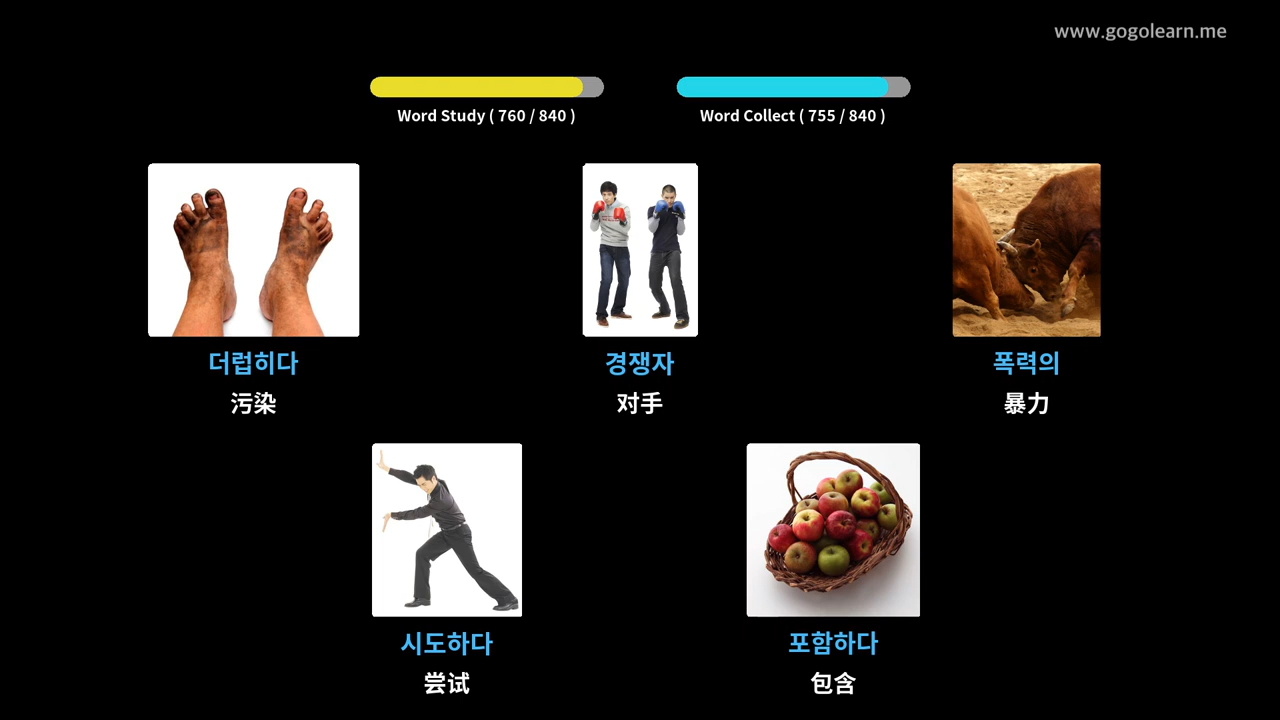 www.gogolearn.me
Word Study ( 760 / 840 )
Word Collect ( 755 / 840 )
더럽히다
污染
경쟁자
对手
폭력의
暴力
시도하다
尝试
포함하다
包含